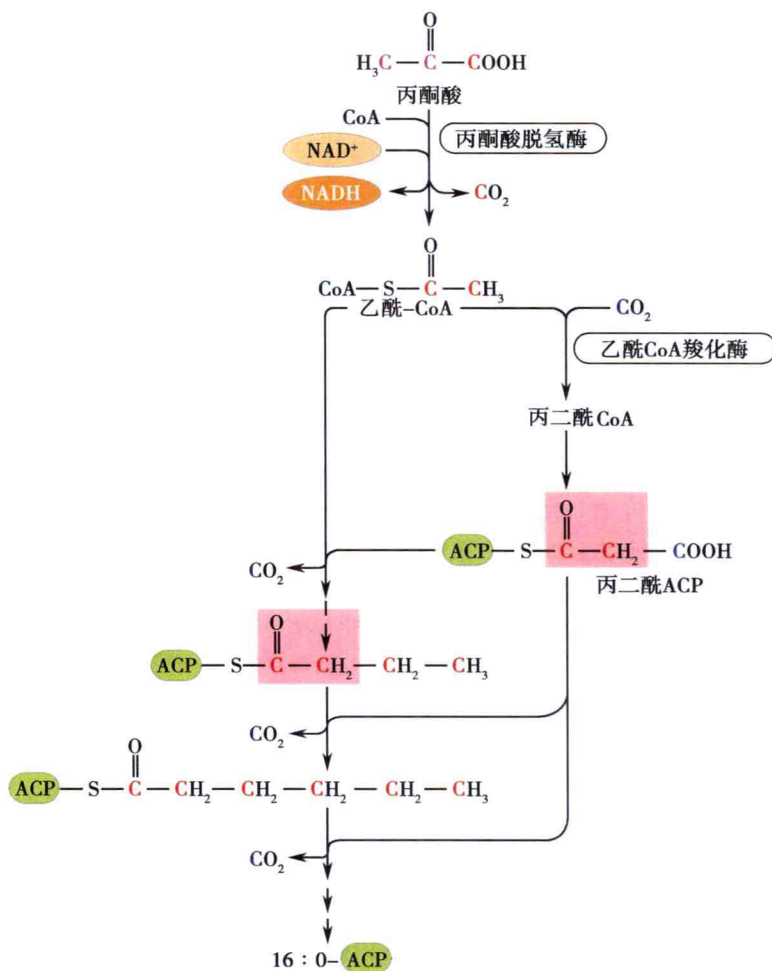 O
H₃C—C—COOH
丙酮酸
CoA
丙酮酸脱氢酶
NAD⁺
NADH
CO₂
O
CoA—S—C—CH₃
乙酰-CoA
CO₂
乙酰CoA羧化酶
丙二酰CoA
O
ACP—S—C—CH₂—COOH
丙二酰ACP
CO₂
O
ACP—S—C—CH₂—CH₂—CH₃
CO₂
O
ACP—S—C—CH₂—CH₂—CH₂—CH₂—CH₃
CO₂
16：0-ACP